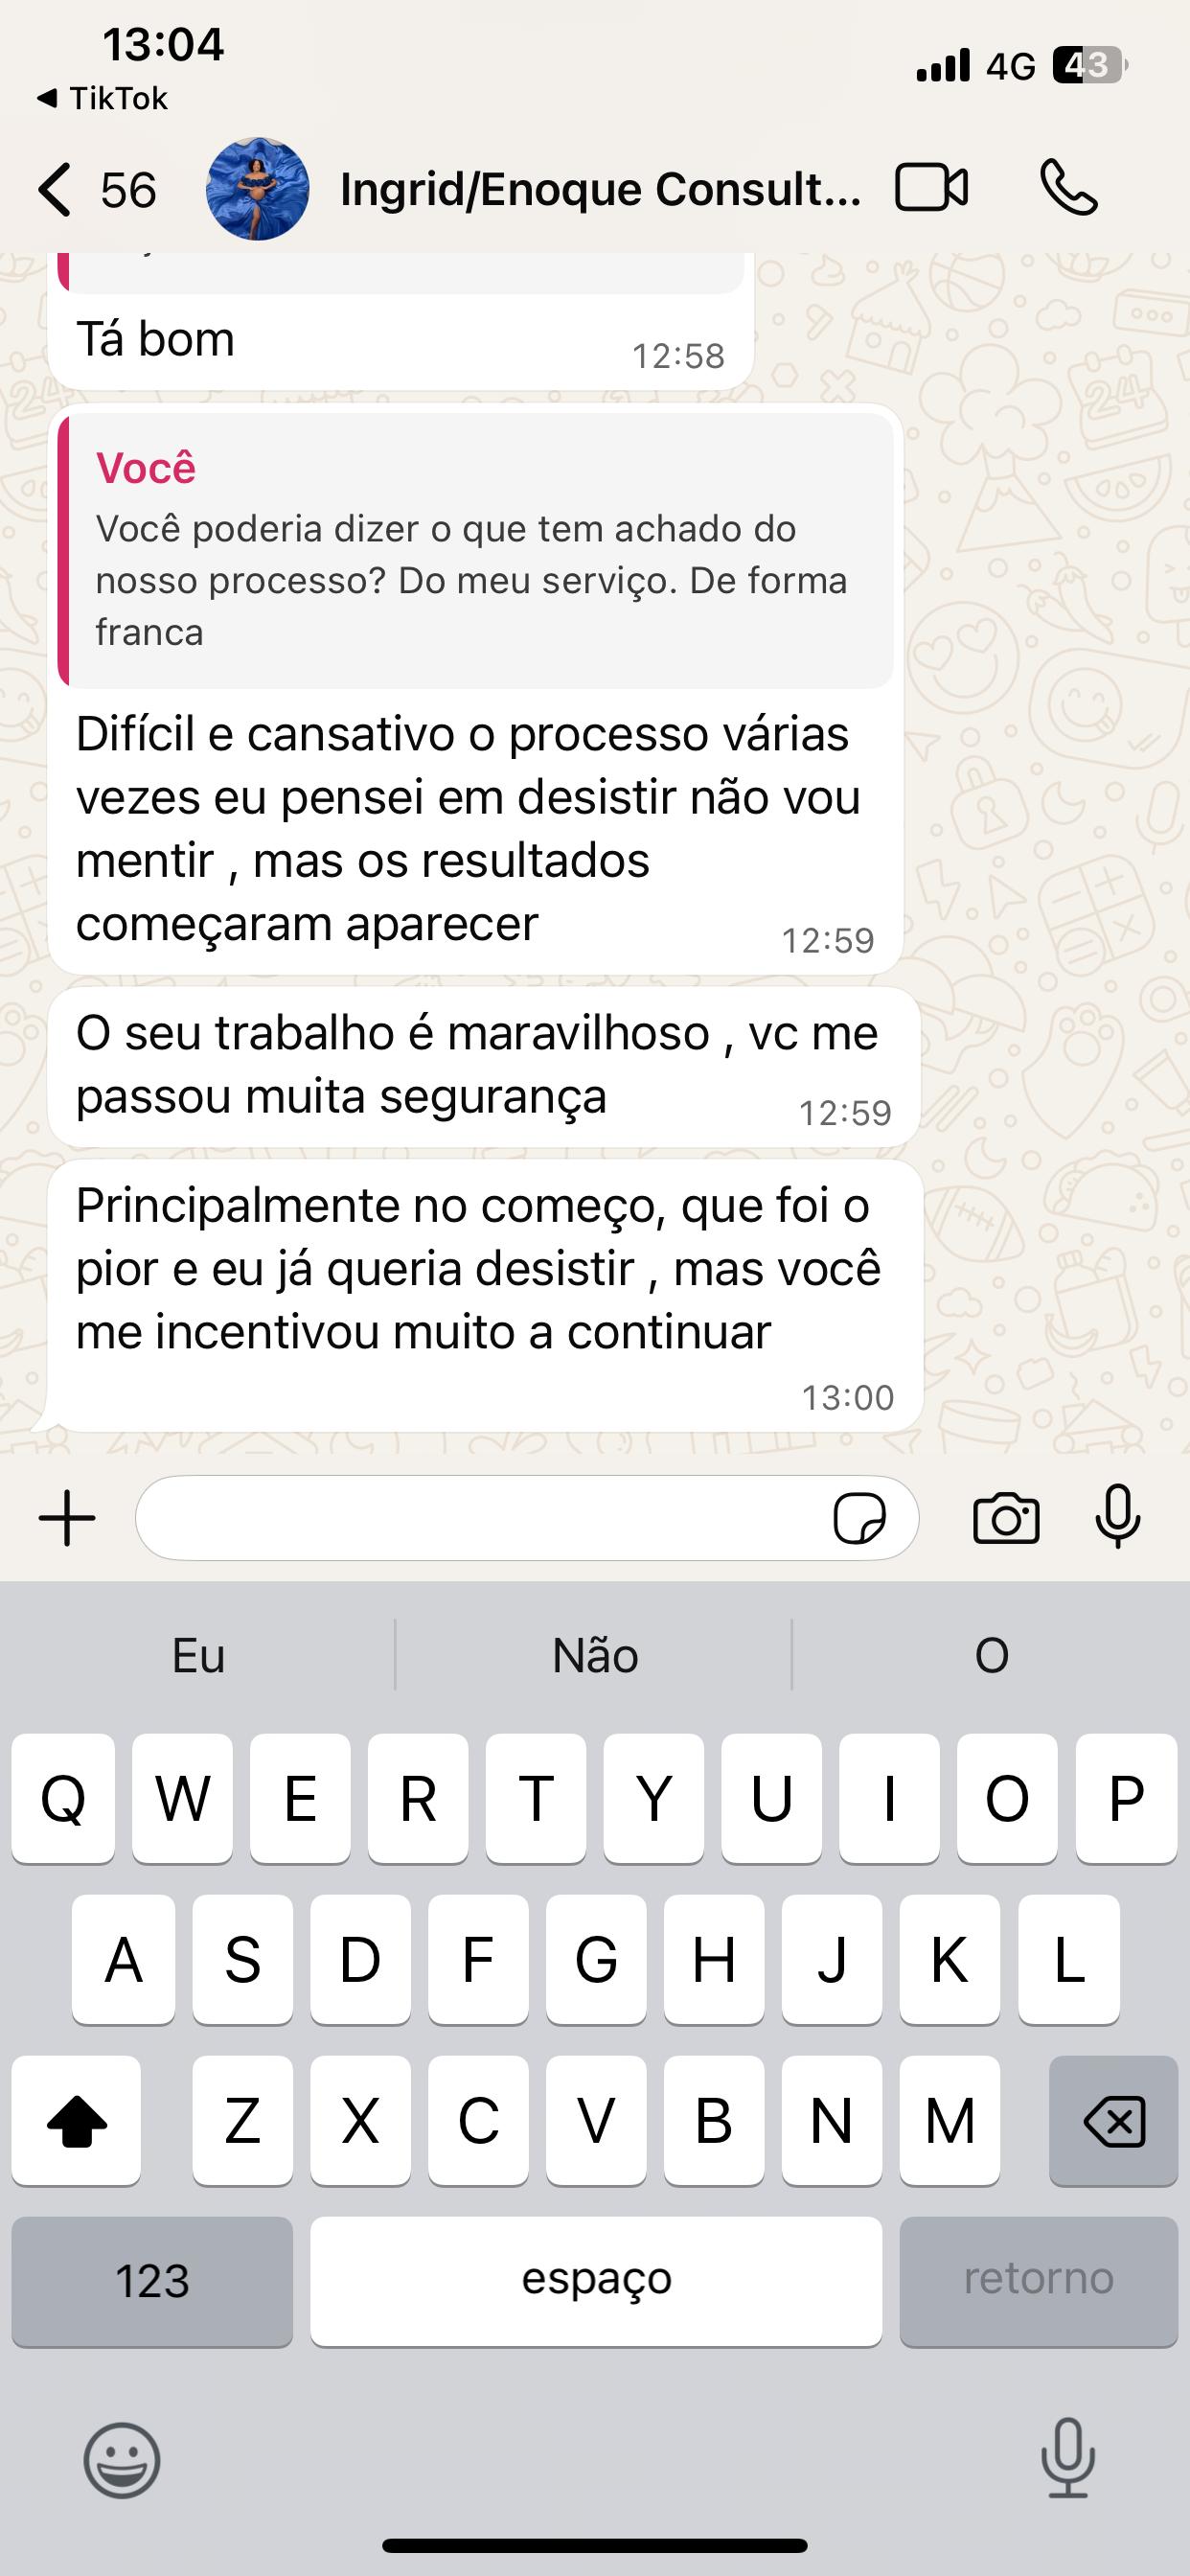 13:04
4G 43
TikTok
56
Ingrid/Enoque Consult...
Tá bom
12:58
Você
Você poderia dizer o que tem achado do
nosso processo? Do meu serviço. De forma
franca
Difícil e cansativo o processo várias
vezes eu pensei em desistir não vou
mentir , mas os resultados
começaram aparecer
12:59
O seu trabalho é maravilhoso , vc me
passou muita segurança
12:59
Principalmente no começo, que foi o
pior e eu já queria desistir , mas você
me incentivou muito a continuar
13:00
Eu Não O
Q W E R T Y U I O P
A S D F G H J K L
Z X C V B N M
123 espaço retorno